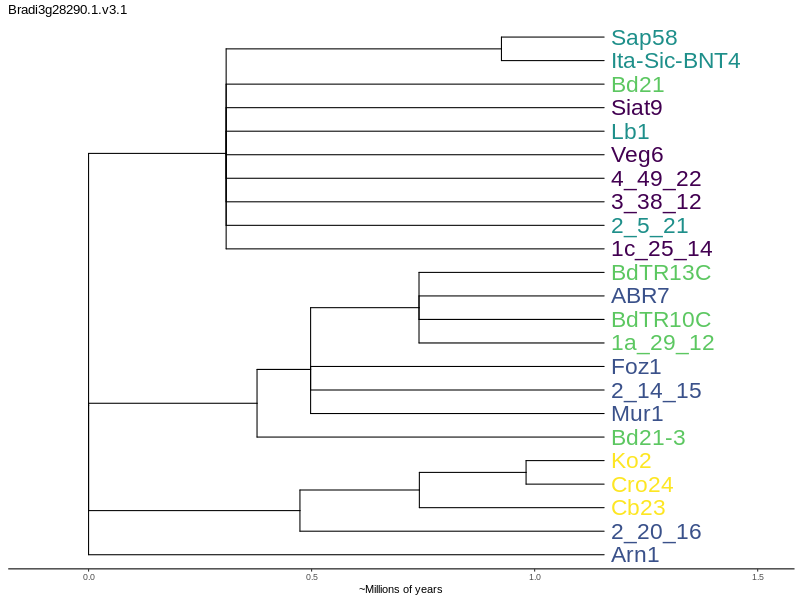 Bradi3g28290.1.v3.1
Sap58
Ita-Sic-BNT4
Bd21
Siat9
Lb1
Veg6
4_49_22
3_38_12
2_5_21
1c_25_14
BdTR13C
ABR7
BdTR10C
1a_29_12
Foz1
2_14_15
Mur1
Bd21-3
Ko2
Cro24
Cb23
2_20_16
Arn1
0.0 0.5 1.0 1.5
~Millions of years